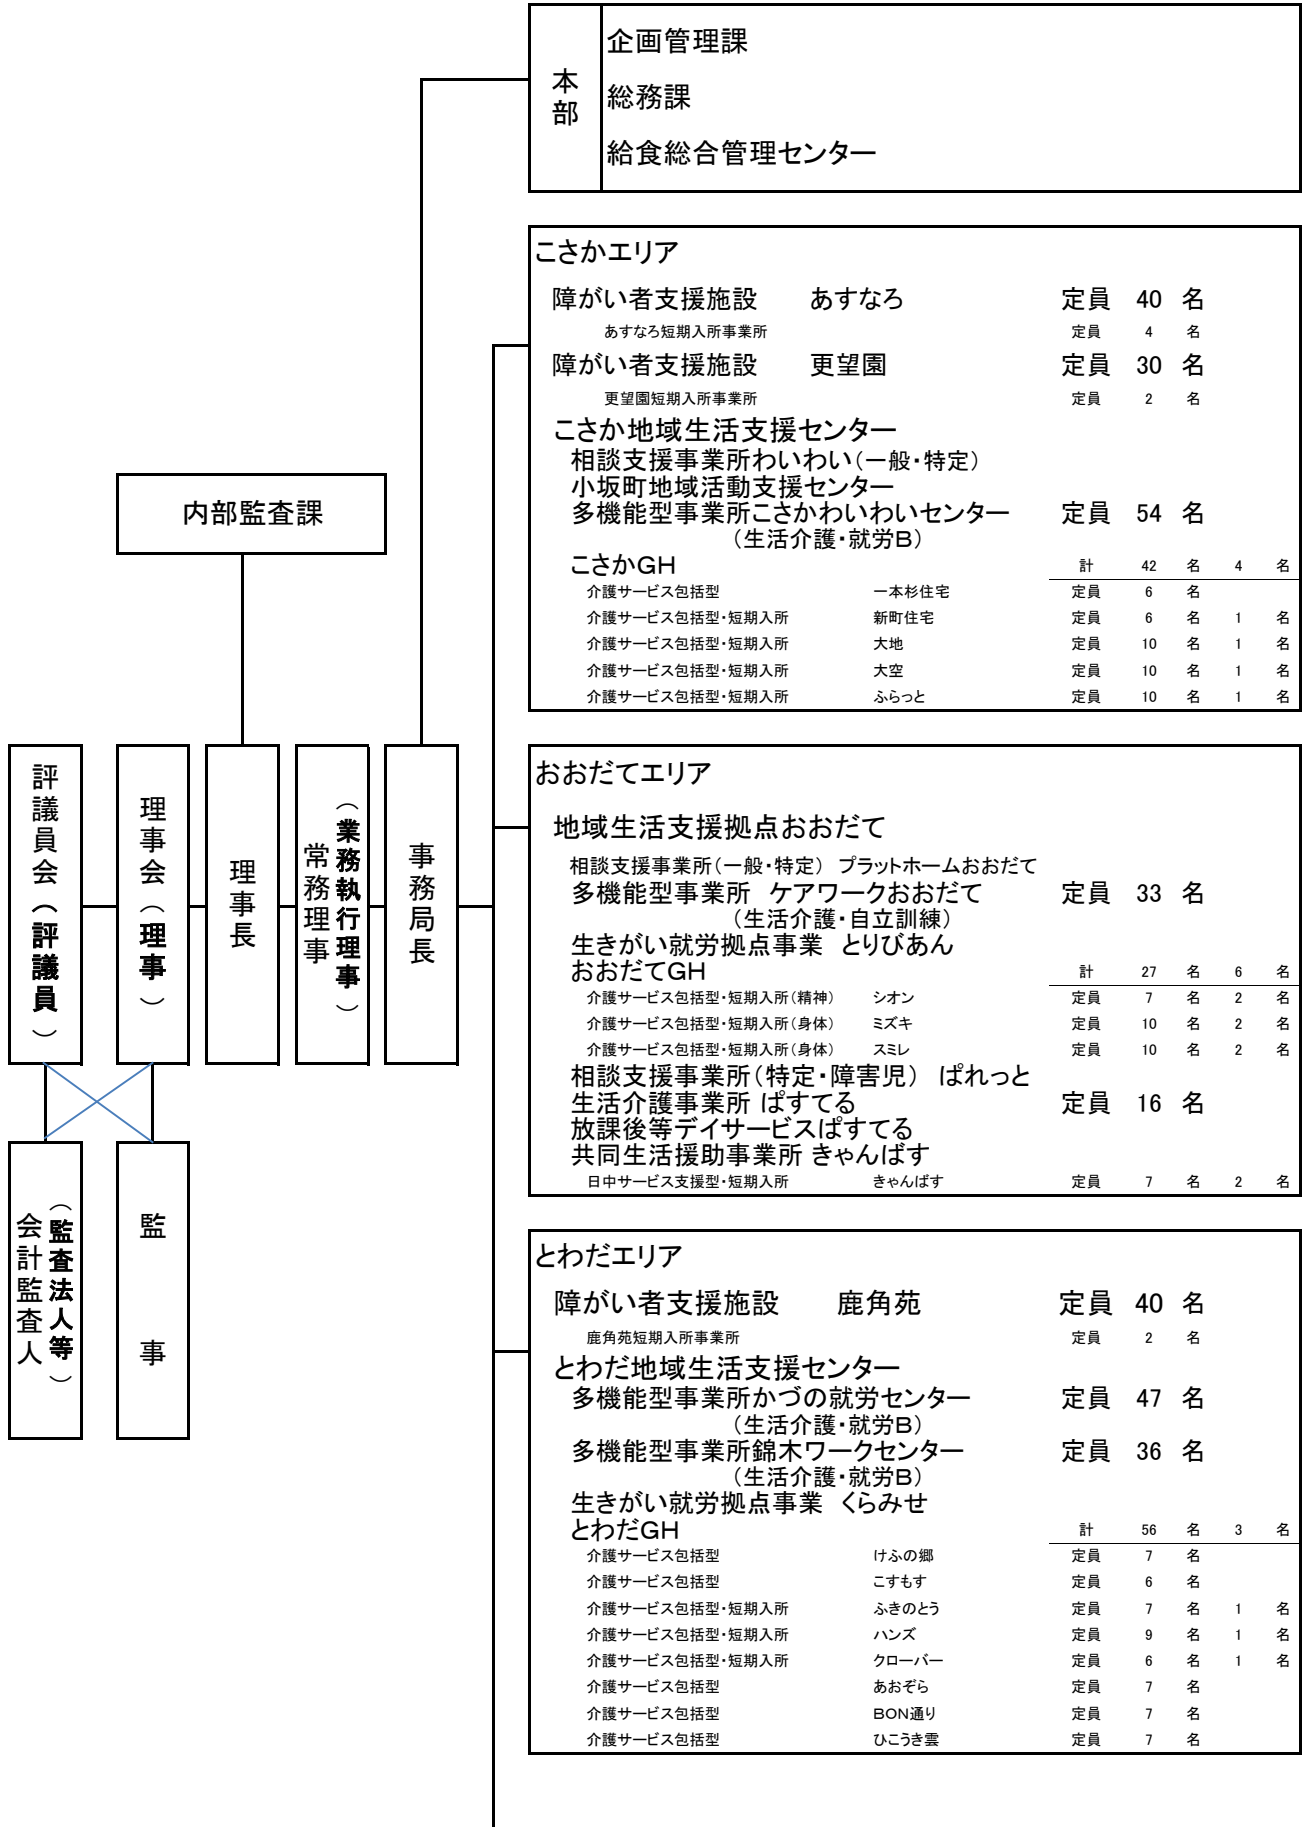 本部
企画管理課
総務課
給食総合管理センター
こさかエリア
障がい者支援施設 あすなろ 定員 40 名
あすなろ短期入所事業所 定員 4 名
障がい者支援施設 更望園 定員 30 名
更望園短期入所事業所 定員 2 名
こさか地域生活支援センター
相談支援事業所わいわい(一般・特定)
小坂町地域活動支援センター
多機能型事業所こさかわいわいセンター 定員 54 名
(生活介護・就労B)
こさかGH 計 42 名 4 名
介護サービス包括型 一本杉住宅 定員 6 名
介護サービス包括型・短期入所 新町住宅 定員 6 名 1 名
介護サービス包括型・短期入所 大地 定員 10 名 1 名
介護サービス包括型・短期入所 大空 定員 10 名 1 名
介護サービス包括型・短期入所 ふらっと 定員 10 名 1 名
内部監査課
評議員会(評議員)
理事会(理事)
理事長
常務理事
(業務執行理事)
事務局長
会計監査人
(監査法人等)
監事
おおだてエリア
地域生活支援拠点おおだて
相談支援事業所(一般・特定) プラットホームおおだて
多機能型事業所 ケアワークおおだて 定員 33 名
(生活介護・自立訓練)
生きがい就労拠点事業 とりびあん
おおだてGH 計 27 名 6 名
介護サービス包括型・短期入所(精神) シオン 定員 7 名 2 名
介護サービス包括型・短期入所(身体) ミズキ 定員 10 名 2 名
介護サービス包括型・短期入所(身体) スミレ 定員 10 名 2 名
相談支援事業所(特定・障害児) ぱれっと
生活介護事業所 ぱすてる 定員 16 名
放課後等デイサービスぱすてる
共同生活援助事業所 きゃんばす
日中サービス支援型・短期入所 きゃんばす 定員 7 名 2 名
とわだエリア
障がい者支援施設 鹿角苑 定員 40 名
鹿角苑短期入所事業所 定員 2 名
とわだ地域生活支援センター
多機能型事業所かづの就労センター 定員 47 名
(生活介護・就労B)
多機能型事業所錦木ワークセンター 定員 36 名
(生活介護・就労B)
生きがい就労拠点事業 くらみせ
とわだGH 計 56 名 3 名
介護サービス包括型 けふの郷 定員 7 名
介護サービス包括型 こすもす 定員 6 名
介護サービス包括型・短期入所 ふきのとう 定員 7 名 1 名
介護サービス包括型・短期入所 ハンズ 定員 9 名 1 名
介護サービス包括型・短期入所 クローバー 定員 6 名 1 名
介護サービス包括型 あおぞら 定員 7 名
介護サービス包括型 BON通り 定員 7 名
介護サービス包括型 ひこうき雲 定員 7 名